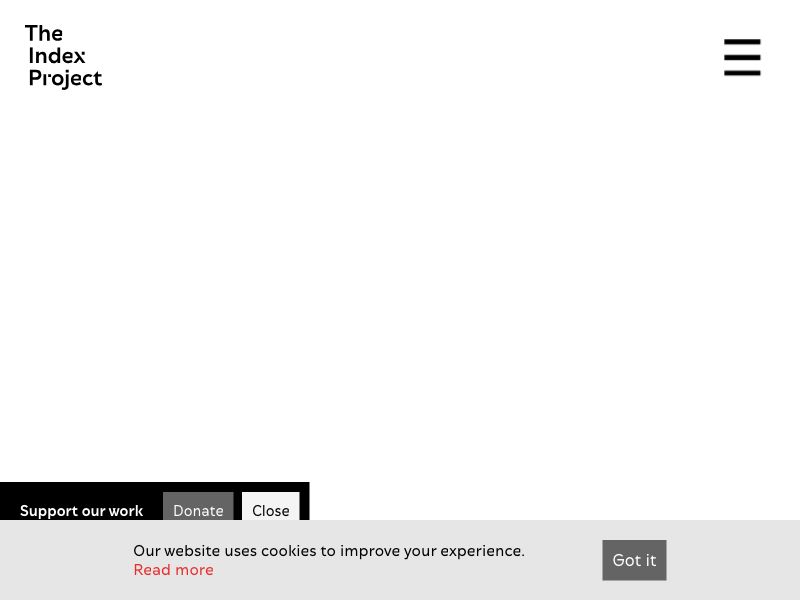 The
Index
Project
Support our work
Donate
Close
Our website uses cookies to improve your experience.
Read more
Got it